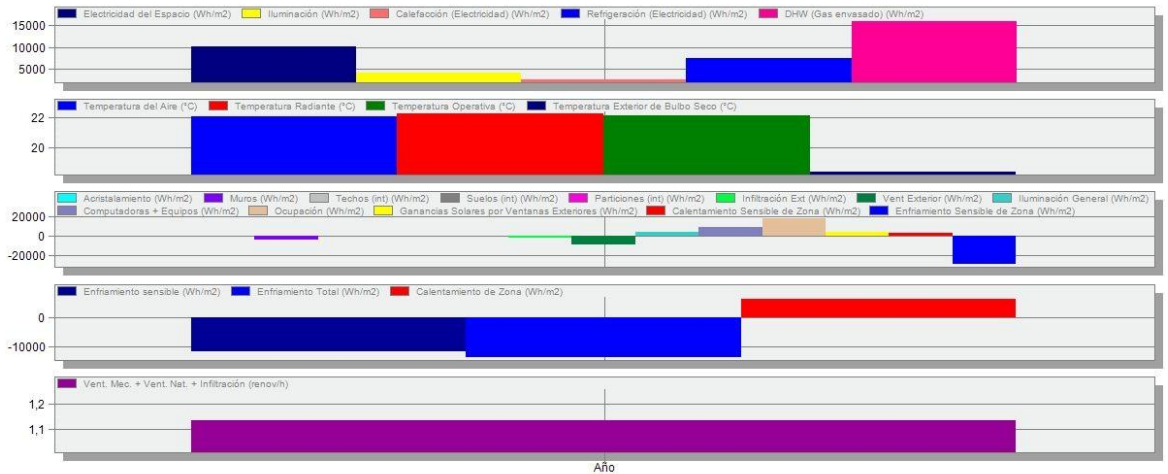 Electricidad del Espacio (Wh/m2) Iluminación (Wh/m2) Calefacción (Electricidad) (Wh/m2) Refrigeración (Electricidad) (Wh/m2) DHW (Gas envasado) (Wh/m2)
15000
10000
5000
Temperatura del Aire (°C) Temperatura Radiante (°C) Temperatura Operativa (°C) Temperatura Exterior de Bulbo Seco (°C)
22
20
Acristalamiento (Wh/m2) Muros (Wh/m2) Techos (int) (Wh/m2) Suelos (int) (Wh/m2) Particiones (int) (Wh/m2) Infiltración Ext (Wh/m2) Vent Exterior (Wh/m2) Iluminación General (Wh/m2)
Computadoras + Equipos (Wh/m2) Ocupación (Wh/m2) Ganancias Solares por Ventanas Exteriores (Wh/m2) Calentamiento Sensible de Zona (Wh/m2) Enfriamiento Sensible de Zona (Wh/m2)
20000
0
-20000
Enfriamiento sensible (Wh/m2) Enfriamiento Total (Wh/m2) Calentamiento de Zona (Wh/m2)
0
-10000
Vent. Mec. + Vent. Nat. + Infiltración (renov/h)
1,2
1,1
Año